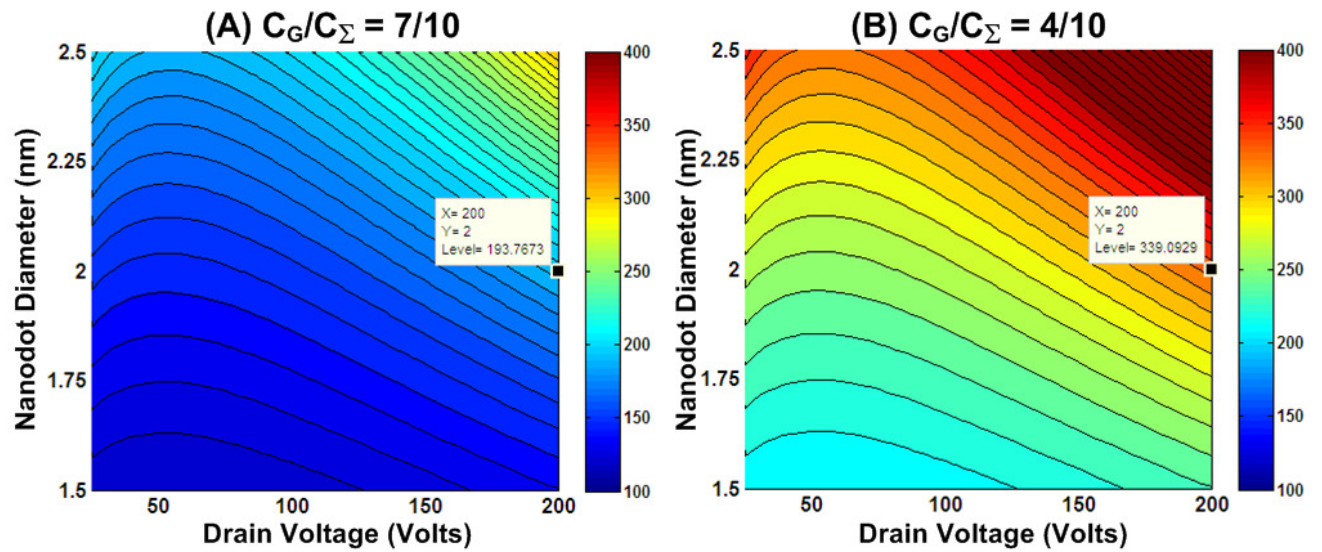 (A) C_G/C_Σ = 7/10
2.5
2.25
2
1.75
1.5
Nanodot Diameter (nm)
X= 200
Y= 2
Level= 193.7673
50
100
150
200
Drain Voltage (Volts)
400
350
300
250
200
150
100
(B) C_G/C_Σ = 4/10
2.5
2.25
2
1.75
1.5
Nanodot Diameter (nm)
X= 200
Y= 2
Level= 339.0929
50
100
150
200
Drain Voltage (Volts)
400
350
300
250
200
150
100